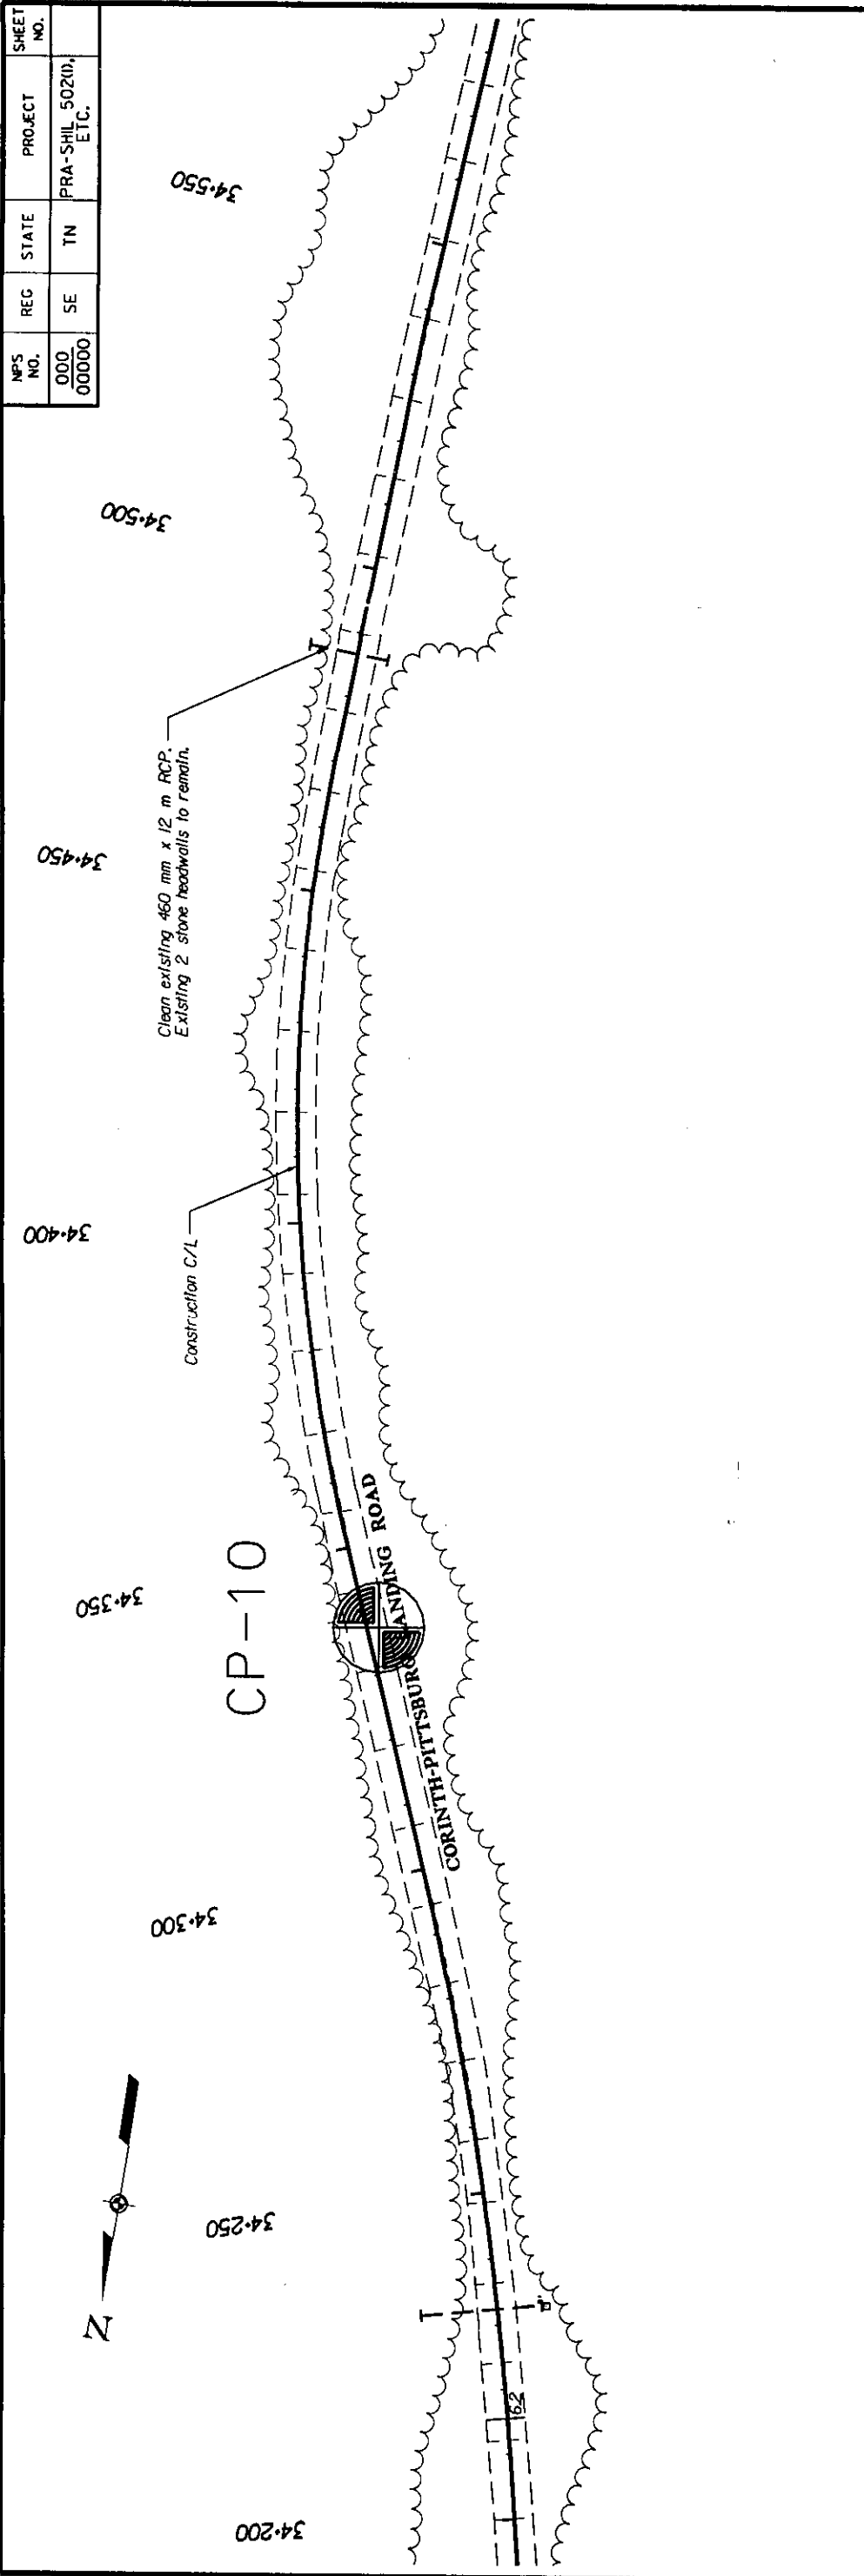 NPS NO.
REG
STATE
PROJECT
SHEET NO.
000
00000
SE
TN
PRA-SHIL 502(1), ETC.
34+550
34+500
Clean existing 460 mm x 12 m RCP.
Existing 2 stone headwalls to remain.
34+450
34+400
Construction C/L
34+350
CP-10
CORINTH-PITTSBURG LANDING ROAD
34+300
34+250
N
6.2
34+200